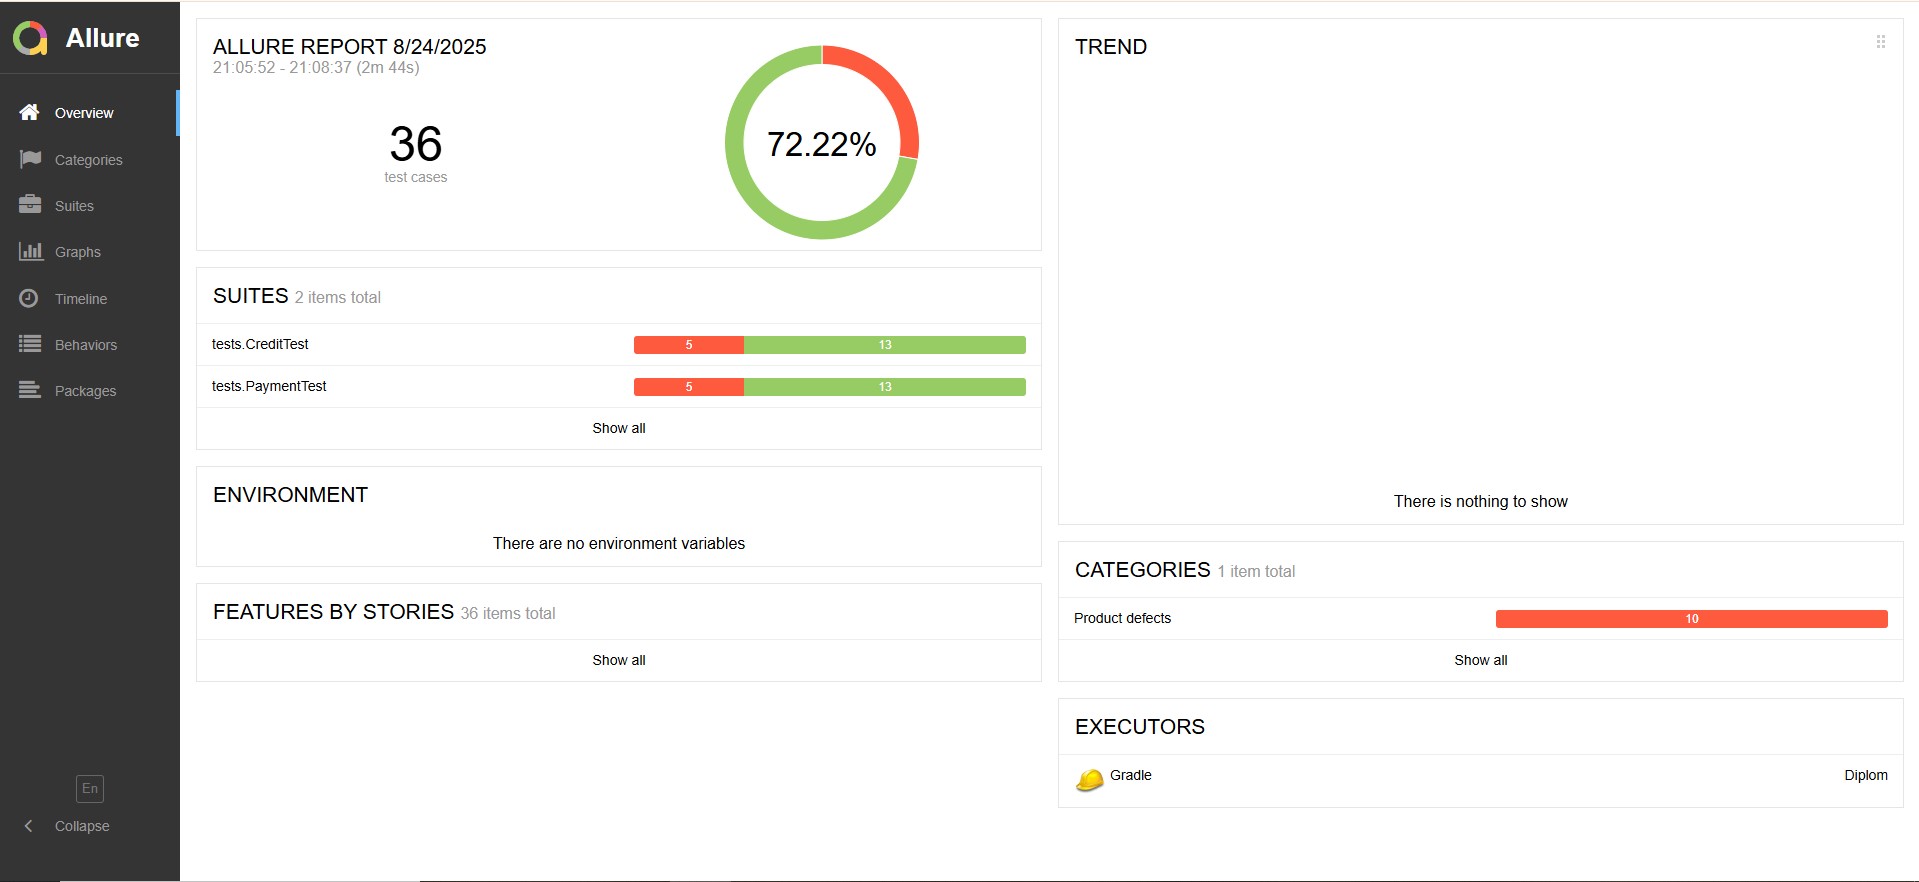 Allure
Overview
Categories
Suites
Graphs
Timeline
Behaviors
Packages
En
Collapse
ALLURE REPORT 8/24/2025
21:05:52 - 21:08:37 (2m 44s)
36
test cases
72.22%
SUITES 2 items total
tests.CreditTest 5 13
tests.PaymentTest 5 13
Show all
ENVIRONMENT
There are no environment variables
FEATURES BY STORIES 36 items total
Show all
TREND
There is nothing to show
CATEGORIES 1 item total
Product defects 10
Show all
EXECUTORS
Gradle Diplom